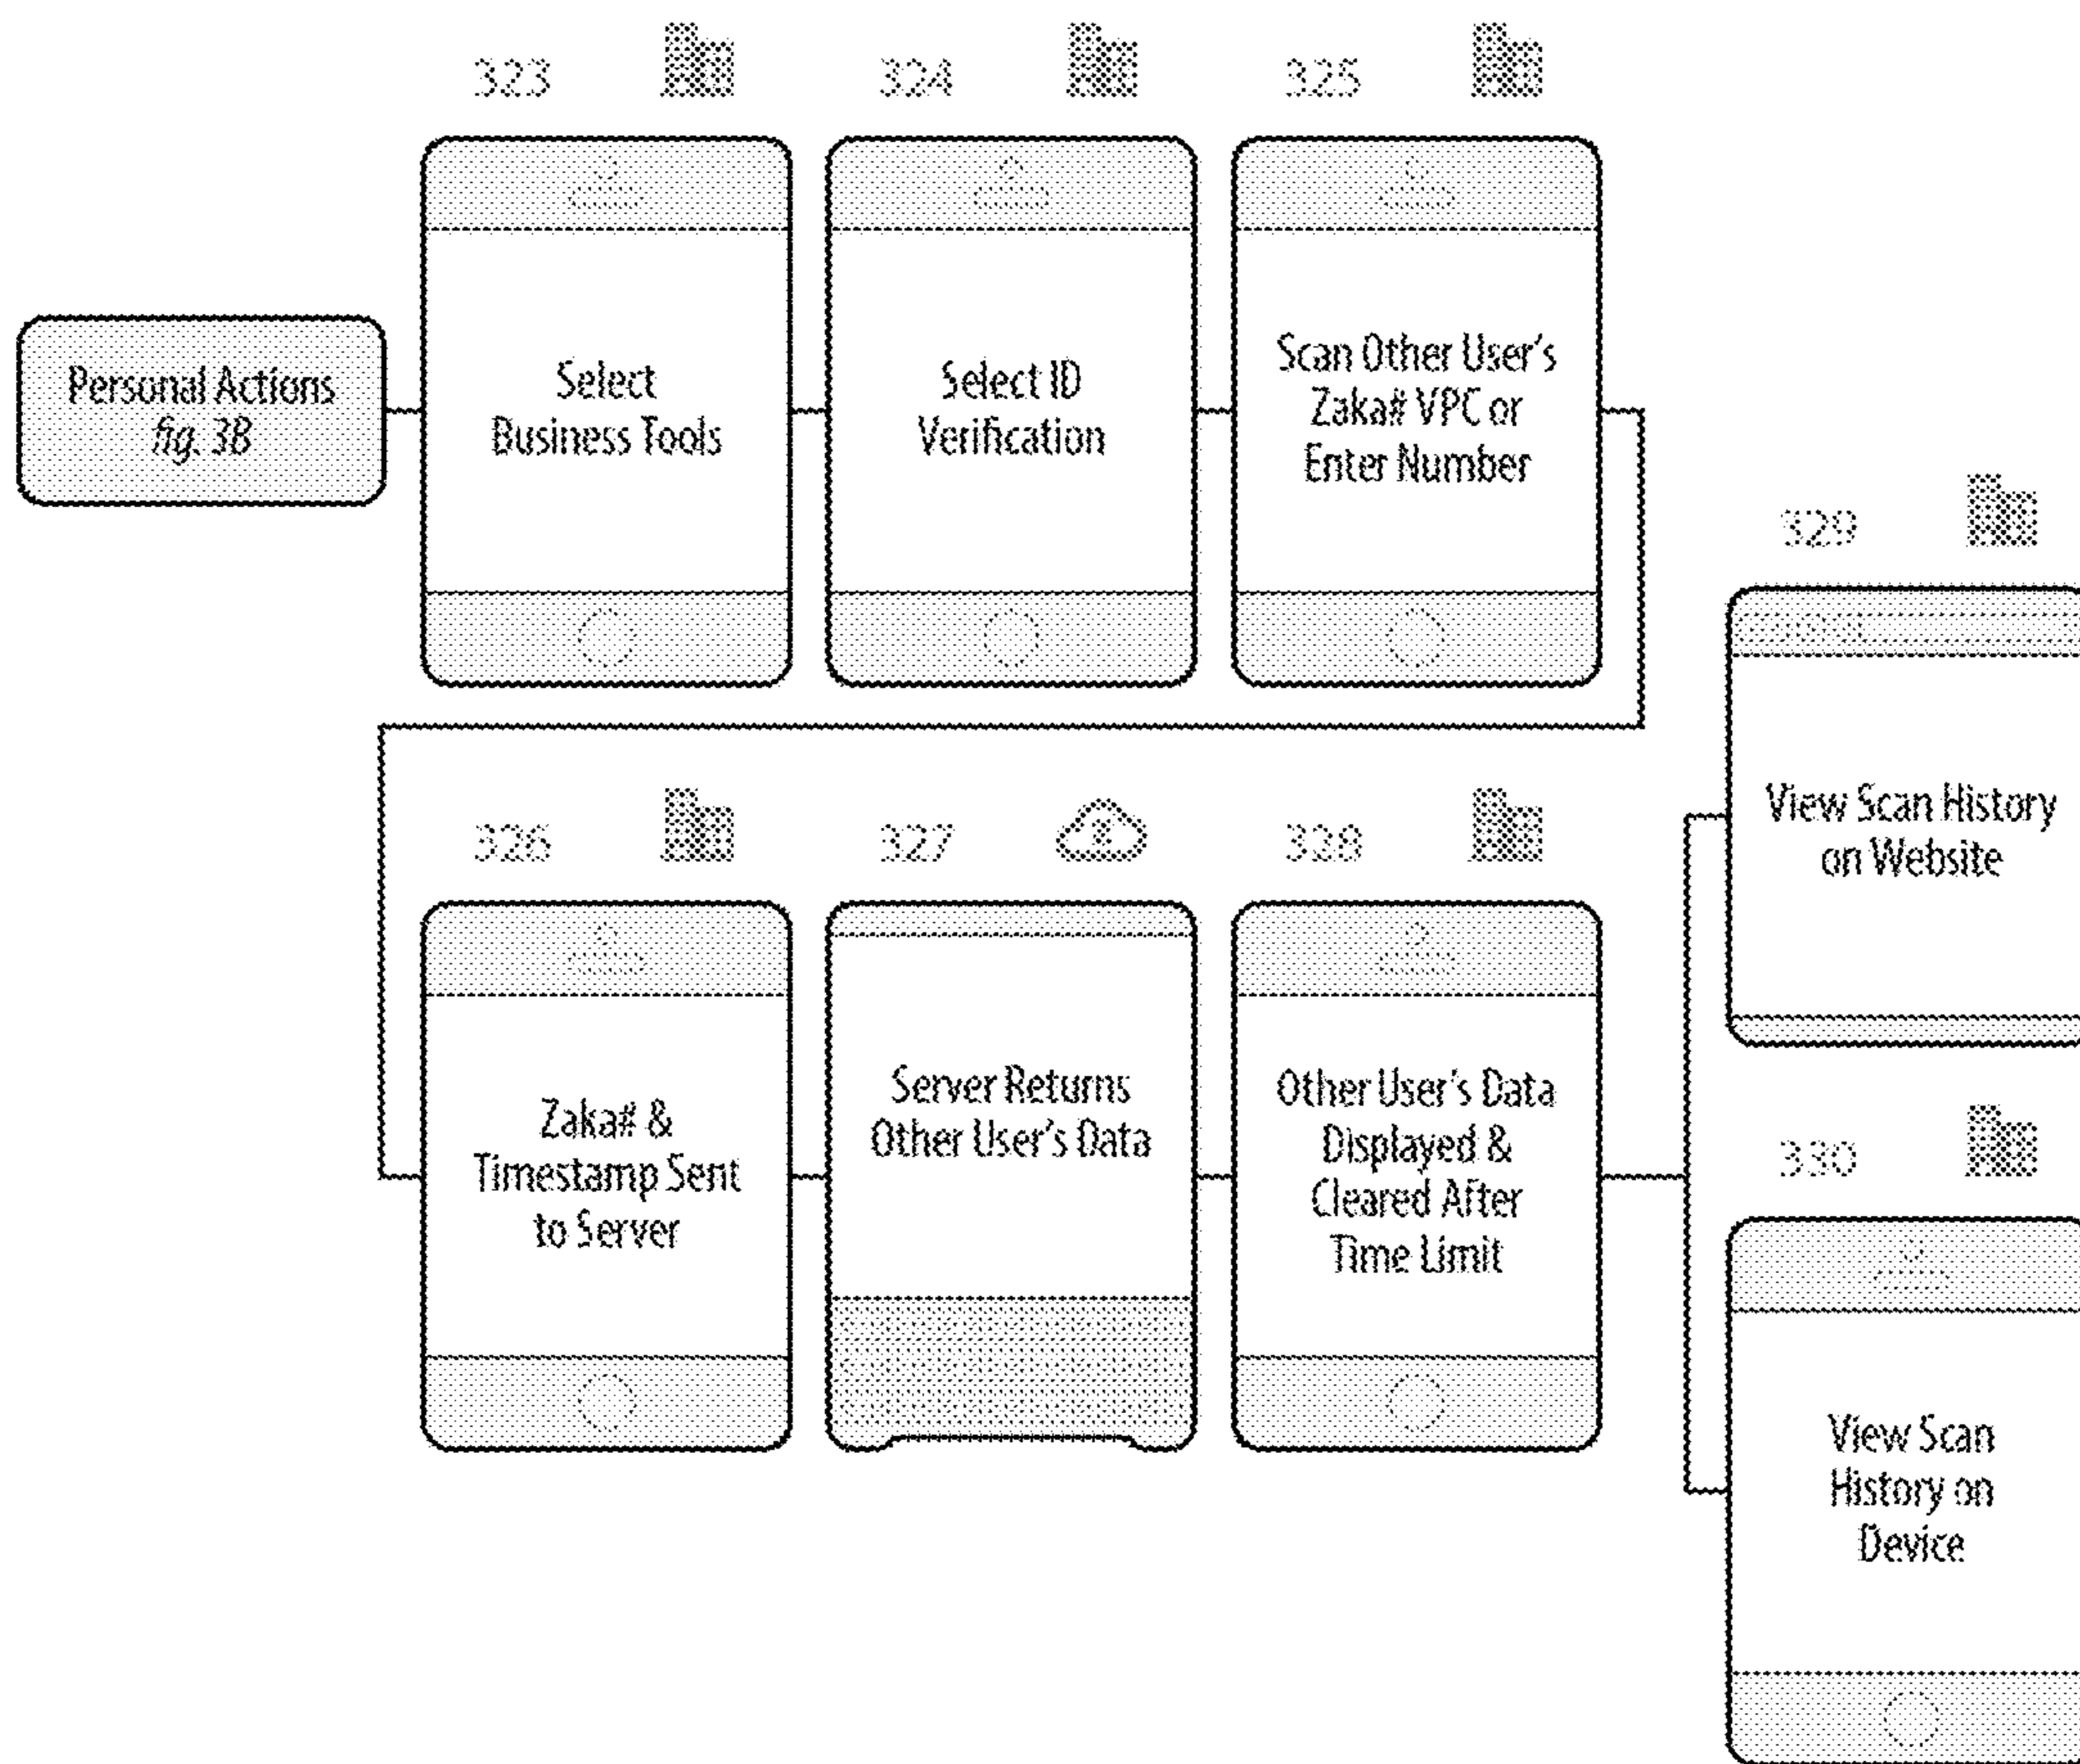 323
324
325
Personal Actions
fig. 3B
Select
Business Tools
Select ID
Verification
Scan Other User's
Zaka# VPC or
Enter Number
326
327
328
Zaka# &
Timestamp Sent
to Server
Server Returns
Other User's Data
Other User's Data
Displayed &
Cleared After
Time Limit
329
View Scan History
on Website
330
View Scan
History on
Device